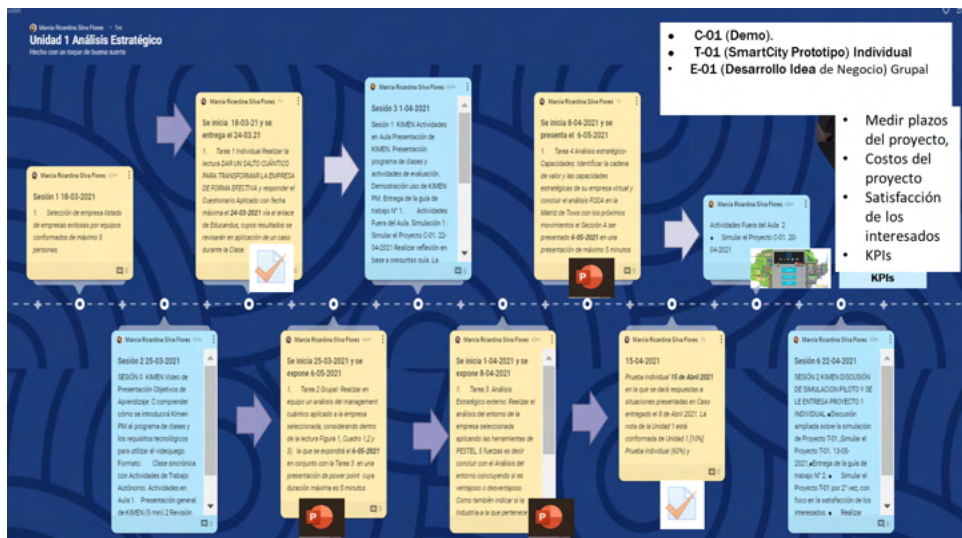 Marcia Ricardina Silva Flores • 1m
Unidad 1 Análisis Estratégico
Hecho con un toque de buena suerte
• C-01 (Demo).
• T-01 (SmartCity Prototipo) Individual
• E-01 (Desarrollo Idea de Negocio) Grupal
• Medir plazos
del proyecto,
• Costos del
proyecto
• Satisfacción
de los
interesados
• KPIs
KPIs
Marcia Ricardina Silva Flores
Sesión 1 18-03-2021
1. Selección de empresa listado
de empresas exitosas por equipos
conformados de máximo 5
personas.
Marcia Ricardina Silva Flores
Se inicia 18-03-21 y se
entrega el 24-03.21
1. Tarea 1 Individual Realizar la
lectura DAR UN SALTO CUÁNTICO
PARA TRANSFORMAR LA EMPRESA
DE FORMA EFECTIVA y responder el
Cuestionario Aplicado con fecha
máxima el 24-03-2021 vía el enlace
de Educandus, cuyos resultados se
revisarán en aplicación de un caso
durante la Clase
Marcia Ricardina Silva Flores
Sesión 3 1-04-2021
Sesión 1 KIMEN Actividades
en Aula Presentación de
KIMEN. Presentación
programa de clases y
actividades de evaluación.
Demostración uso de KIMEN
PM. Entrega de la guía de
trabajo N° 1. Actividades
Fuera del Aula. Simulación 1:
Simular el Proyecto C-01. 22-
04-2021 Realizar reflexión en
base a preguntas guía. La
Marcia Ricardina Silva Flores
Se inicia 8-04-2021 y se
presenta el 6-05-2021
1. Tarea 4 Análisis estratégico-
Capacidades: Identificar la cadena
de valor y las capacidades
estratégicas de su empresa virtual y
concluir el análisis FODA en la
Matriz de Tows con los próximos
movimientos el Sección A ser
presentado 6-05-2021 en una
presentación de máximo 5 minutos
Marcia Ricardina Silva Flores
Actividades Fuera del Aula 2
• Simular el Proyecto C-01. 20-
04-2021
Marcia Ricardina Silva Flores
Sesión 2 25-03-2021
SESIÓN 0 KIMEN Video de
Presentación Objetivos de
Aprendizaje: C comprender
cómo se introducirá Kimen
PM al programa de clases y
los requisitos tecnológicos
para utilizar el videojuego.
Formato: Clase sincrónica
con Actividades de Trabajo
Autónomo. Actividades en
Aula 1. Presentación general
de KIMEN (5 min) 2 Revisión
Marcia Ricardina Silva Flores
Se inicia 25-03-2021 y se
expone 6-05-2021
1. Tarea 2 Grupal: Realizar en
equipo un análisis del management
cuántico aplicado a la empresa
seleccionada, considerando dentro
de la lectura Figura 1, Cuadro 1,2 y
3) la que se expondrá el 6-05-2021
en conjunto con la Tarea 3 en una
presentación de power point cuya
duración máxima es 5 minutos
Marcia Ricardina Silva Flores
Se inicia 1-04-2021 y se
expone 8-04-2021
1. Tarea 3. Análisis
Estratégico externo: Realizar el
análisis del entorno de la
empresa seleccionada
aplicando las herramientas de
PESTEL, 5 fuerzas es decir
concluir con el Análisis del
entorno concluyendo si es
ventajoso o desventajoso.
Como también indicar si la
Industria a la que pertenece
Marcia Ricardina Silva Flores
15-04-2021
Prueba individual 15 de Abril 2021
en la que se dará respuestas a
situaciones presentadas en Caso
entregado el 8 de Abril 2021. La
nota de la Unidad 1 está
conformada de Unidad 1.[10%]:
Prueba individual (60%) y
Marcia Ricardina Silva Flores
Sesión 6 22-04-2021
SESIÓN 2 KIMEN DISCUSIÓN
DE SIMULACION PILOTO Y SE
LE ENTREGA PROYECTO 1
INDIVIDUAL ●Discusión
ampliada sobre la simulación
de Proyecto T-01. ,Simular el
Proyecto T-01. 13-05-
2021,●Entrega de la guía de
trabajo N° 2. ● Simular el
Proyecto T-01 por 2° vez, con
foco en la satisfacción de los
interesados. ● Realizar